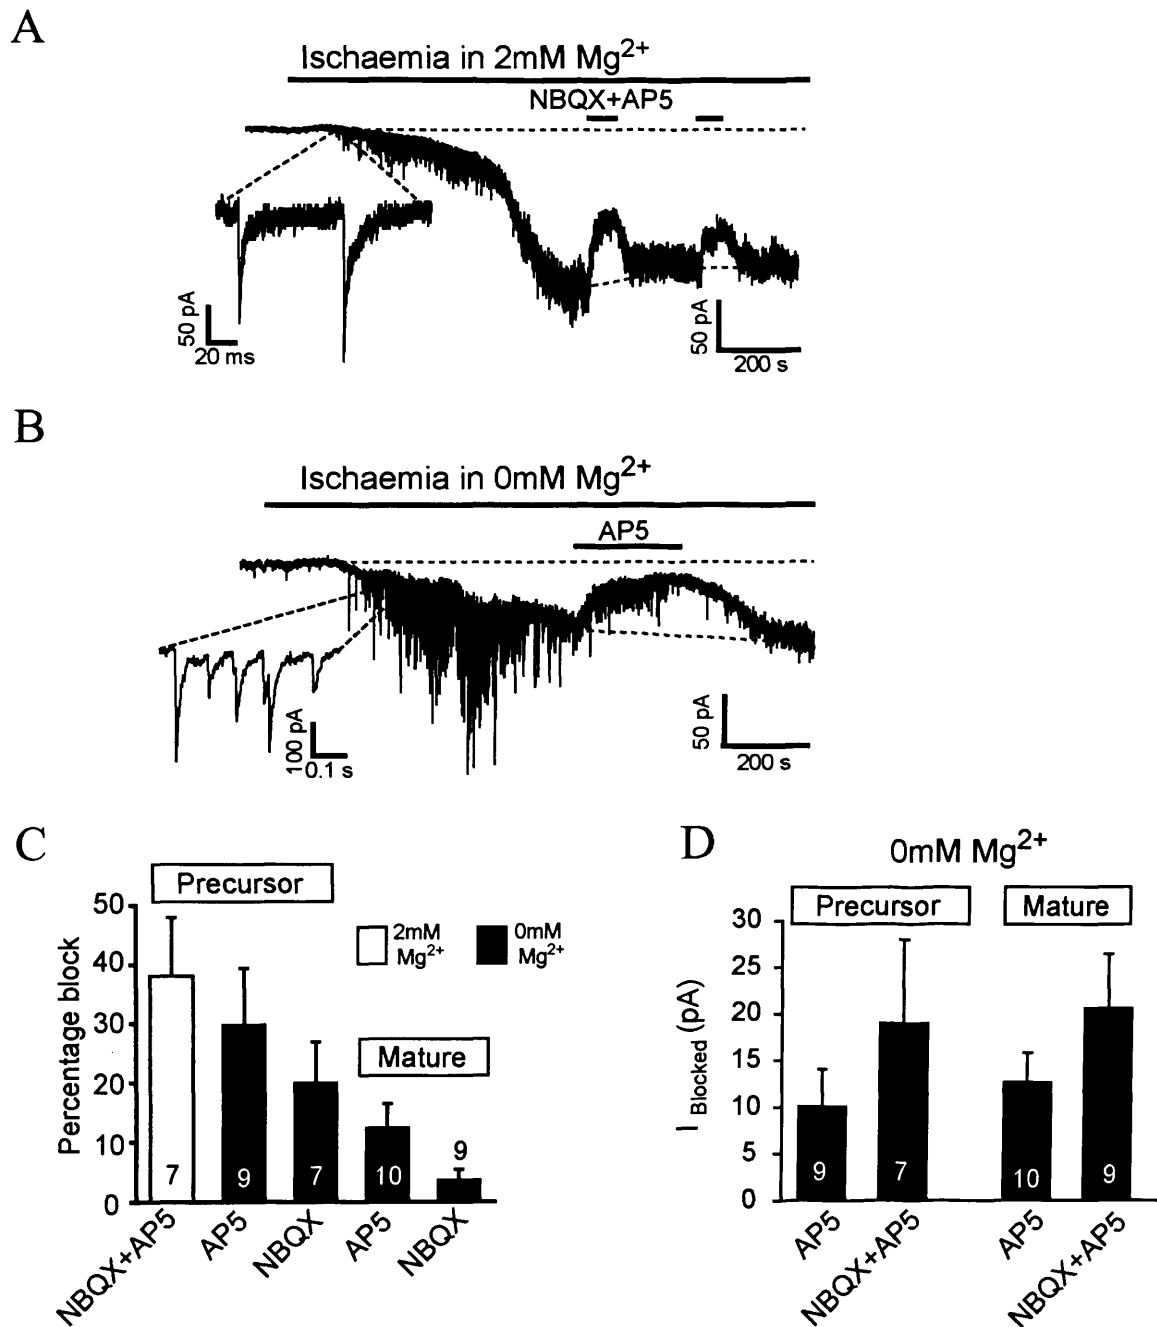 A
Ischaemia in 2mM Mg2+
NBQX+AP5
50 pA
20 ms
50 pA
200 s
B
Ischaemia in 0mM Mg2+
AP5
100 pA
0.1 s
50 pA
200 s
C
Precursor
2mM
Mg2+
0mM
Mg2+
Mature
Percentage block
50
40
30
20
10
0
7
9
7
10
9
NBQX+AP5
AP5
NBQX
AP5
NBQX
D
0mM Mg2+
Precursor
Mature
I Blocked (pA)
30
25
20
15
10
5
0
9
7
10
9
AP5
NBQX+AP5
AP5
NBQX+AP5